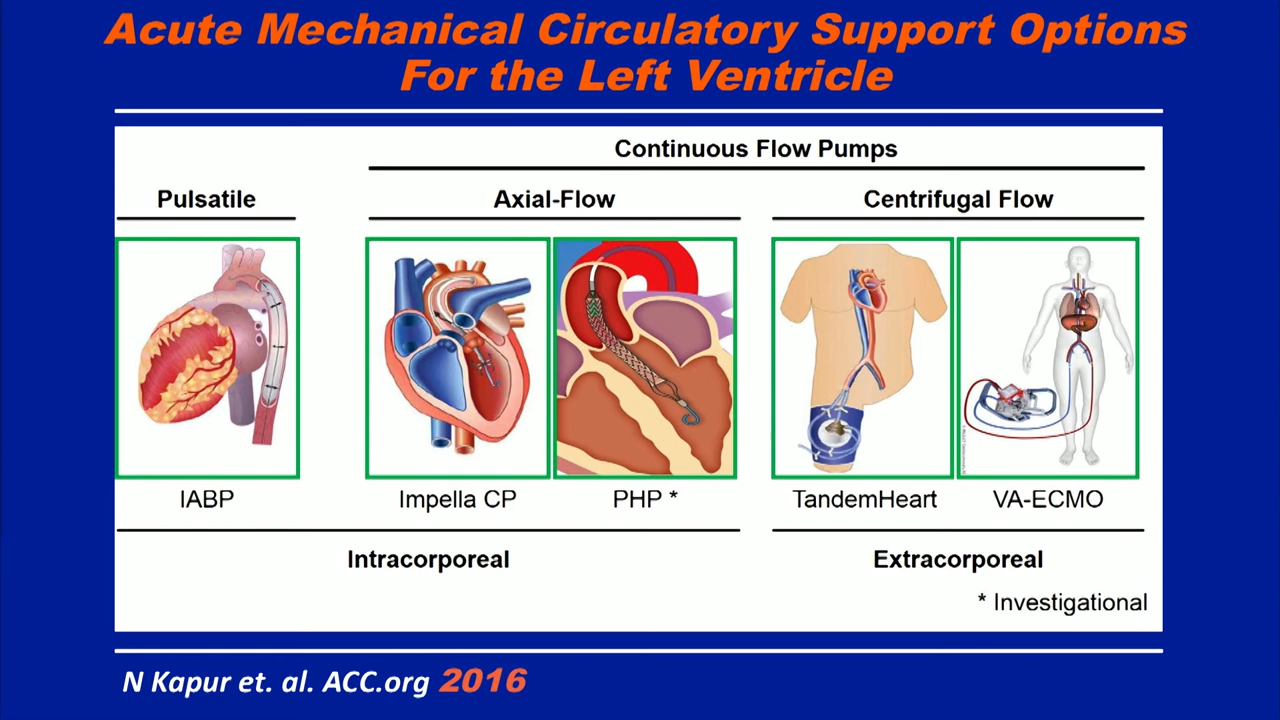 Acute Mechanical Circulatory Support Options
For the Left Ventricle
Continuous Flow Pumps
Pulsatile
Axial-Flow
Centrifugal Flow
IABP
Impella CP
PHP *
TandemHeart
VA-ECMO
Intracorporeal
Extracorporeal
* Investigational
N Kapur et. al. ACC.org 2016